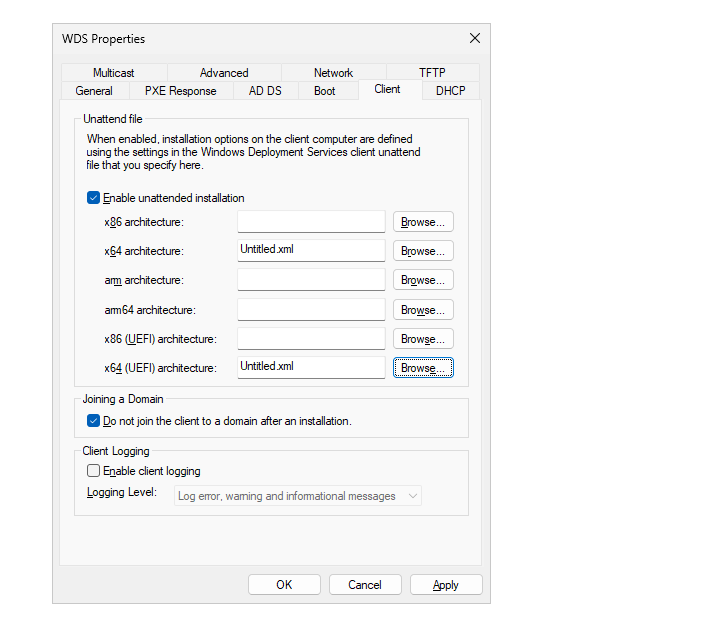 WDS Properties
Multicast Advanced Network TFTP
General PXE Response AD DS Boot Client DHCP
Unattend file
When enabled, installation options on the client computer are defined
using the settings in the Windows Deployment Services client unattend
file that you specify here.
Enable unattended installation
x86 architecture: Browse...
x64 architecture: Untitled.xml Browse...
arm architecture: Browse...
arm64 architecture: Browse...
x86 (UEFI) architecture: Browse...
x64 (UEFI) architecture: Untitled.xml Browse...
Joining a Domain
Do not join the client to a domain after an installation.
Client Logging
Enable client logging
Logging Level: Log error, warning and informational messages
OK Cancel Apply